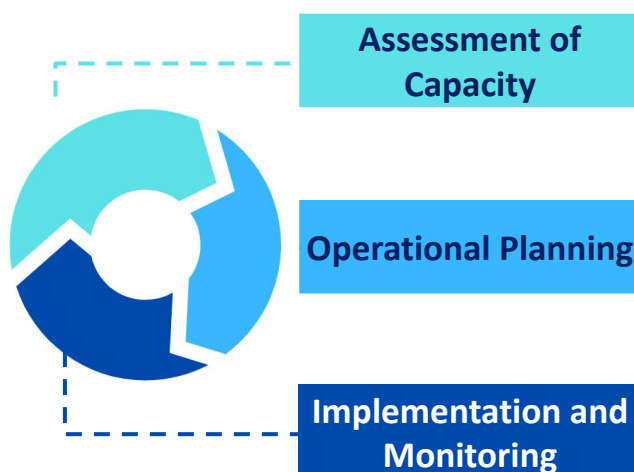 Assessment of
Capacity
Operational Planning
Implementation and
Monitoring